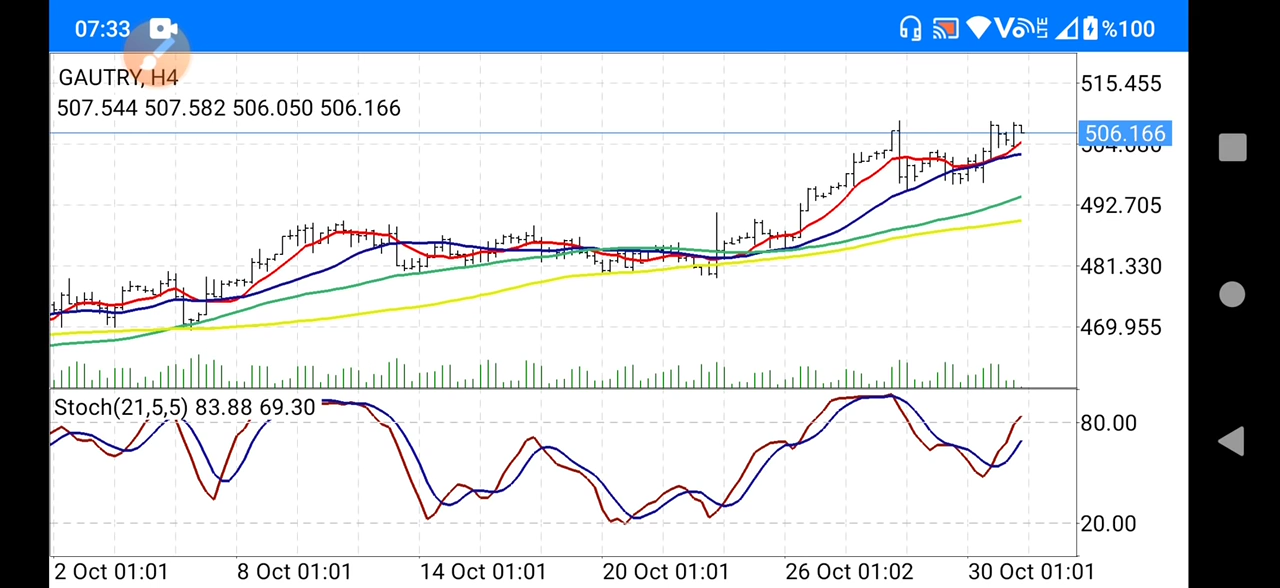 07:33
Vo LTE %100
GAUTRY, H4
507.544 507.582 506.050 506.166
515.455
506.166
492.705
481.330
469.955
Stoch(21,5,5) 83.88 69.30
80.00
20.00
2 Oct 01:01 8 Oct 01:01 14 Oct 01:01 20 Oct 01:01 26 Oct 01:02 30 Oct 01:01